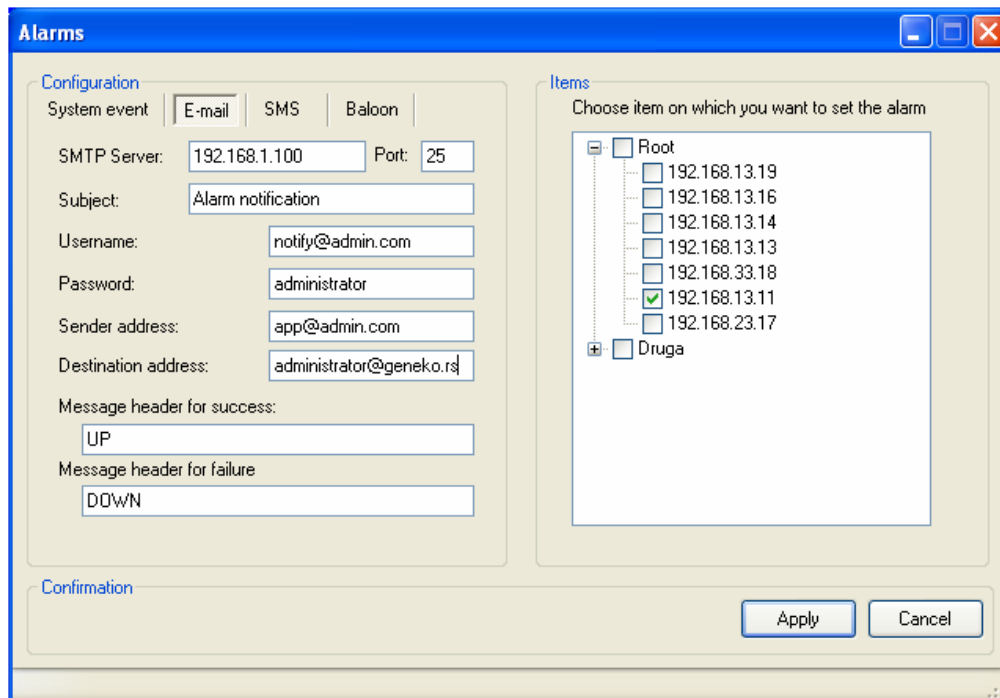 Alarms
Configuration
System event E-mail SMS Baloon
SMTP Server: 192.168.1.100 Port: 25
Subject: Alarm notification
Username: notify@admin.com
Password: administrator
Sender address: app@admin.com
Destination address: administrator@geneko.rs
Message header for success:
UP
Message header for failure
DOWN
Items
Choose item on which you want to set the alarm
Root
192.168.13.19
192.168.13.16
192.168.13.14
192.168.13.13
192.168.33.18
192.168.13.11
192.168.23.17
Druga
Confirmation
Apply Cancel